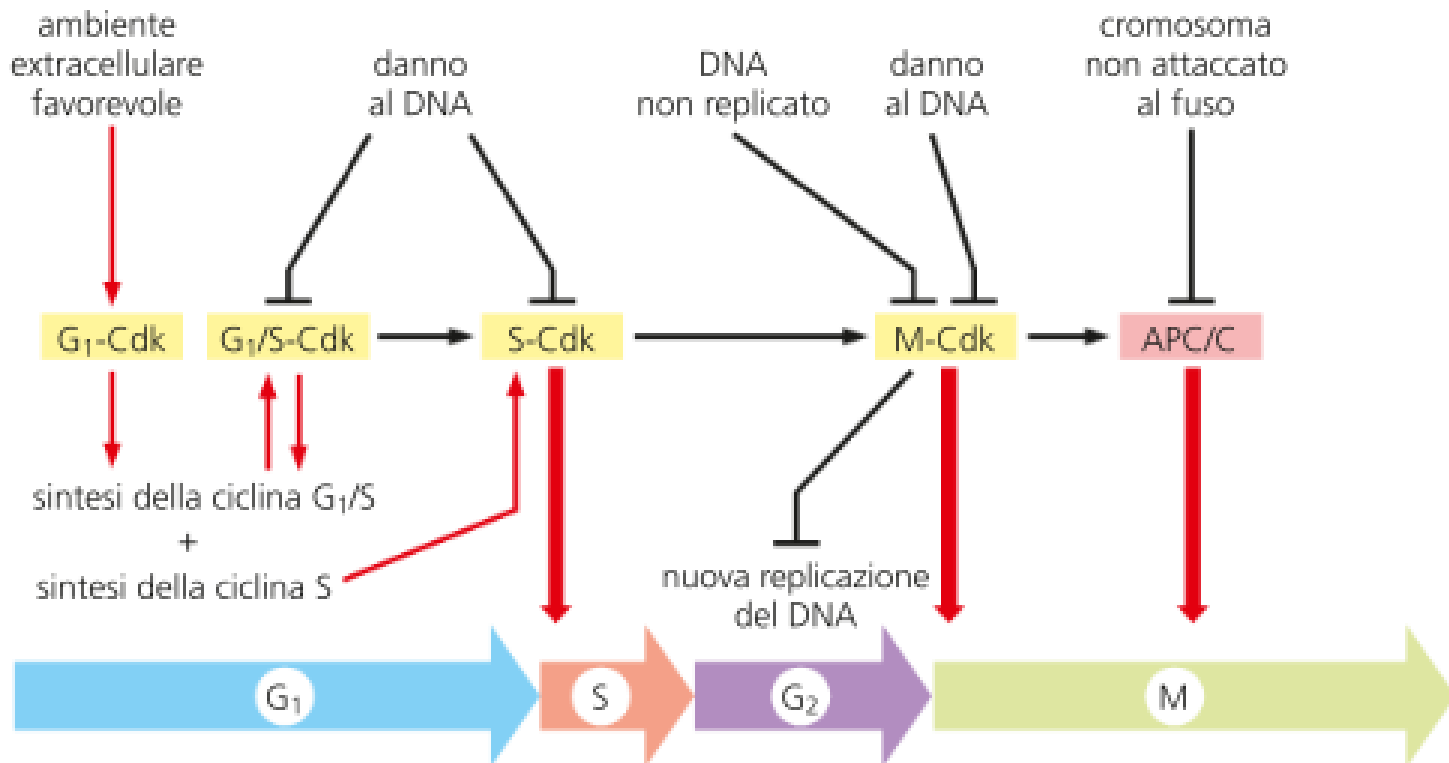 ambiente
extracellulare
favorevole
danno
al DNA
DNA
non replicato
danno
al DNA
cromosoma
non attaccato
al fuso
G₁-Cdk
G₁/S-Cdk
S-Cdk
M-Cdk
APC/C
sintesi della ciclina G₁/S
+
sintesi della ciclina S
nuova replicazione
del DNA
G₁
S
G₂
M